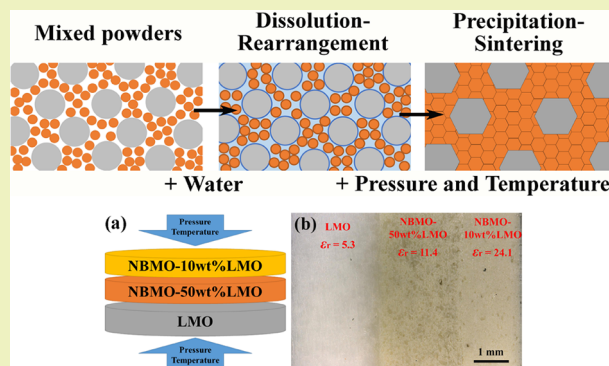 Mixed powders
Dissolution-
Rearrangement
Precipitation-
Sintering
+ Water
+ Pressure and Temperature
(a)
Pressure
Temperature
NBMO-10wt%LMO
NBMO-50wt%LMO
LMO
Pressure
Temperature
(b)
LMO
εr = 5.3
NBMO-
50wt%LMO
εr = 11.4
NBMO-
10wt%LMO
εr = 24.1
1 mm